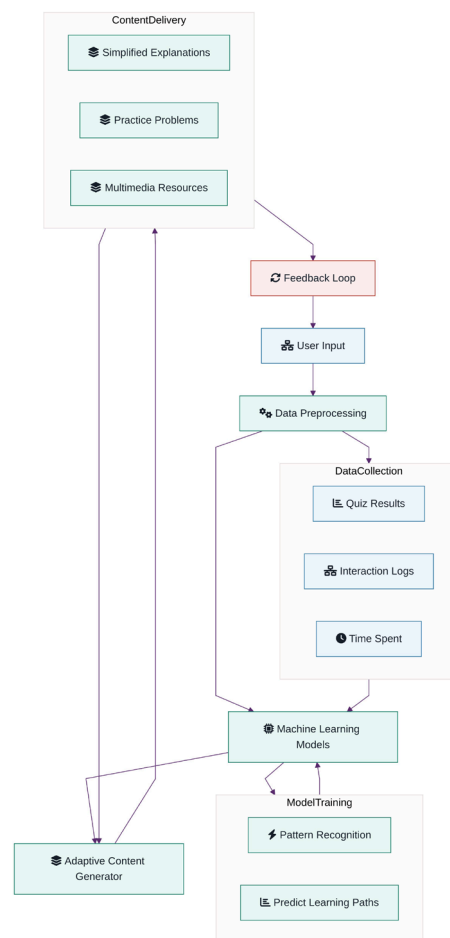 ContentDelivery
Simplified Explanations
Practice Problems
Multimedia Resources
Feedback Loop
User Input
Data Preprocessing
DataCollection
Quiz Results
Interaction Logs
Time Spent
Machine Learning
Models
ModelTraining
Pattern Recognition
Adaptive Content
Generator
Predict Learning Paths